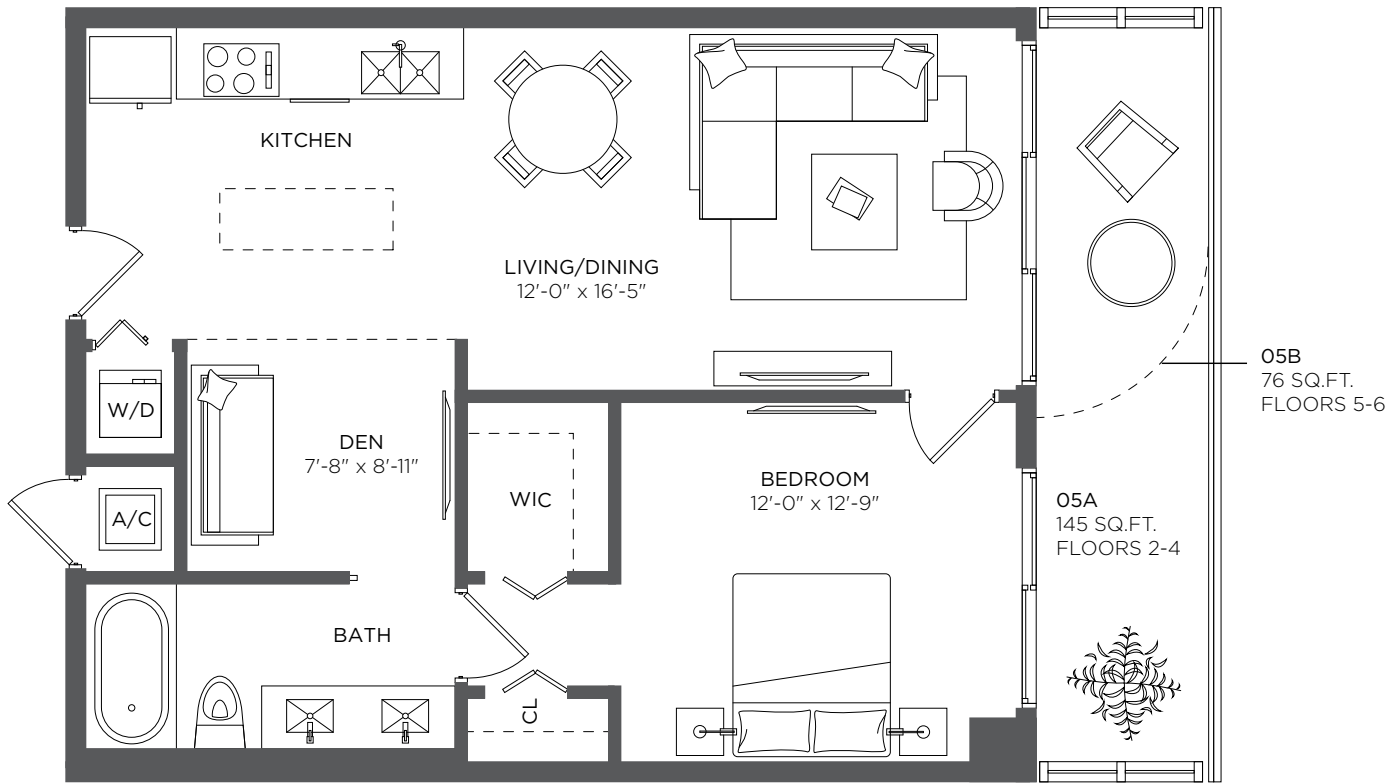 KITCHEN
LIVING/DINING
12'-0" x 16'-5"
05B
76 SQ.FT.
FLOORS 5-6
W/D
DEN
7'-8" x 8'-11"
WIC
BEDROOM
12'-0" x 12'-9"
05A
145 SQ.FT.
FLOORS 2-4
A/C
BATH
CL